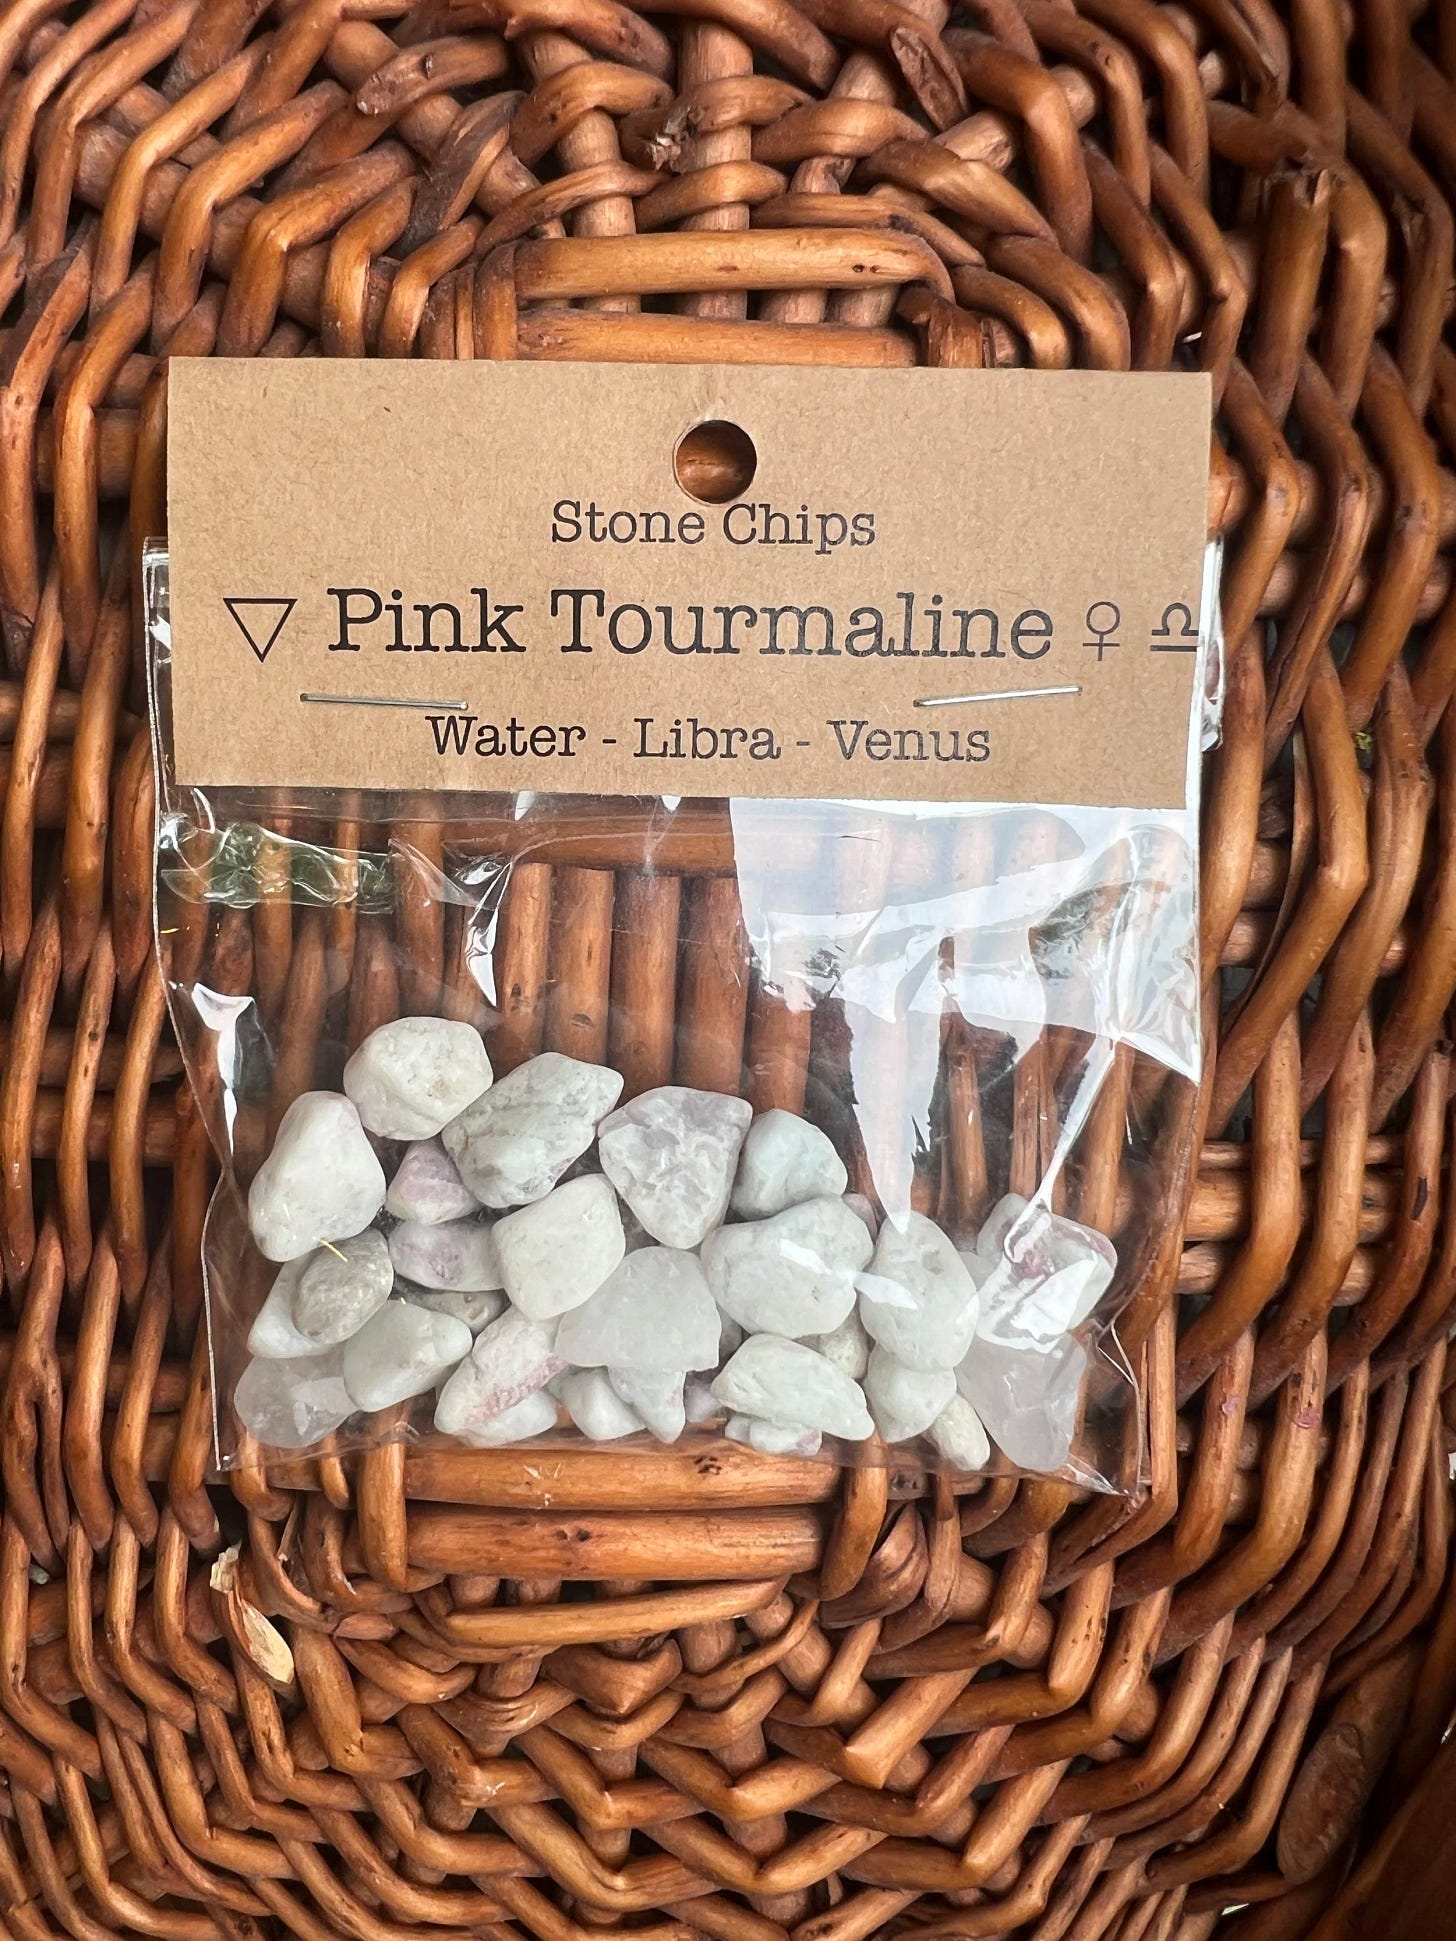 Stone Chips
▽ Pink Tourmaline ♀ ♎
Water - Libra - Venus